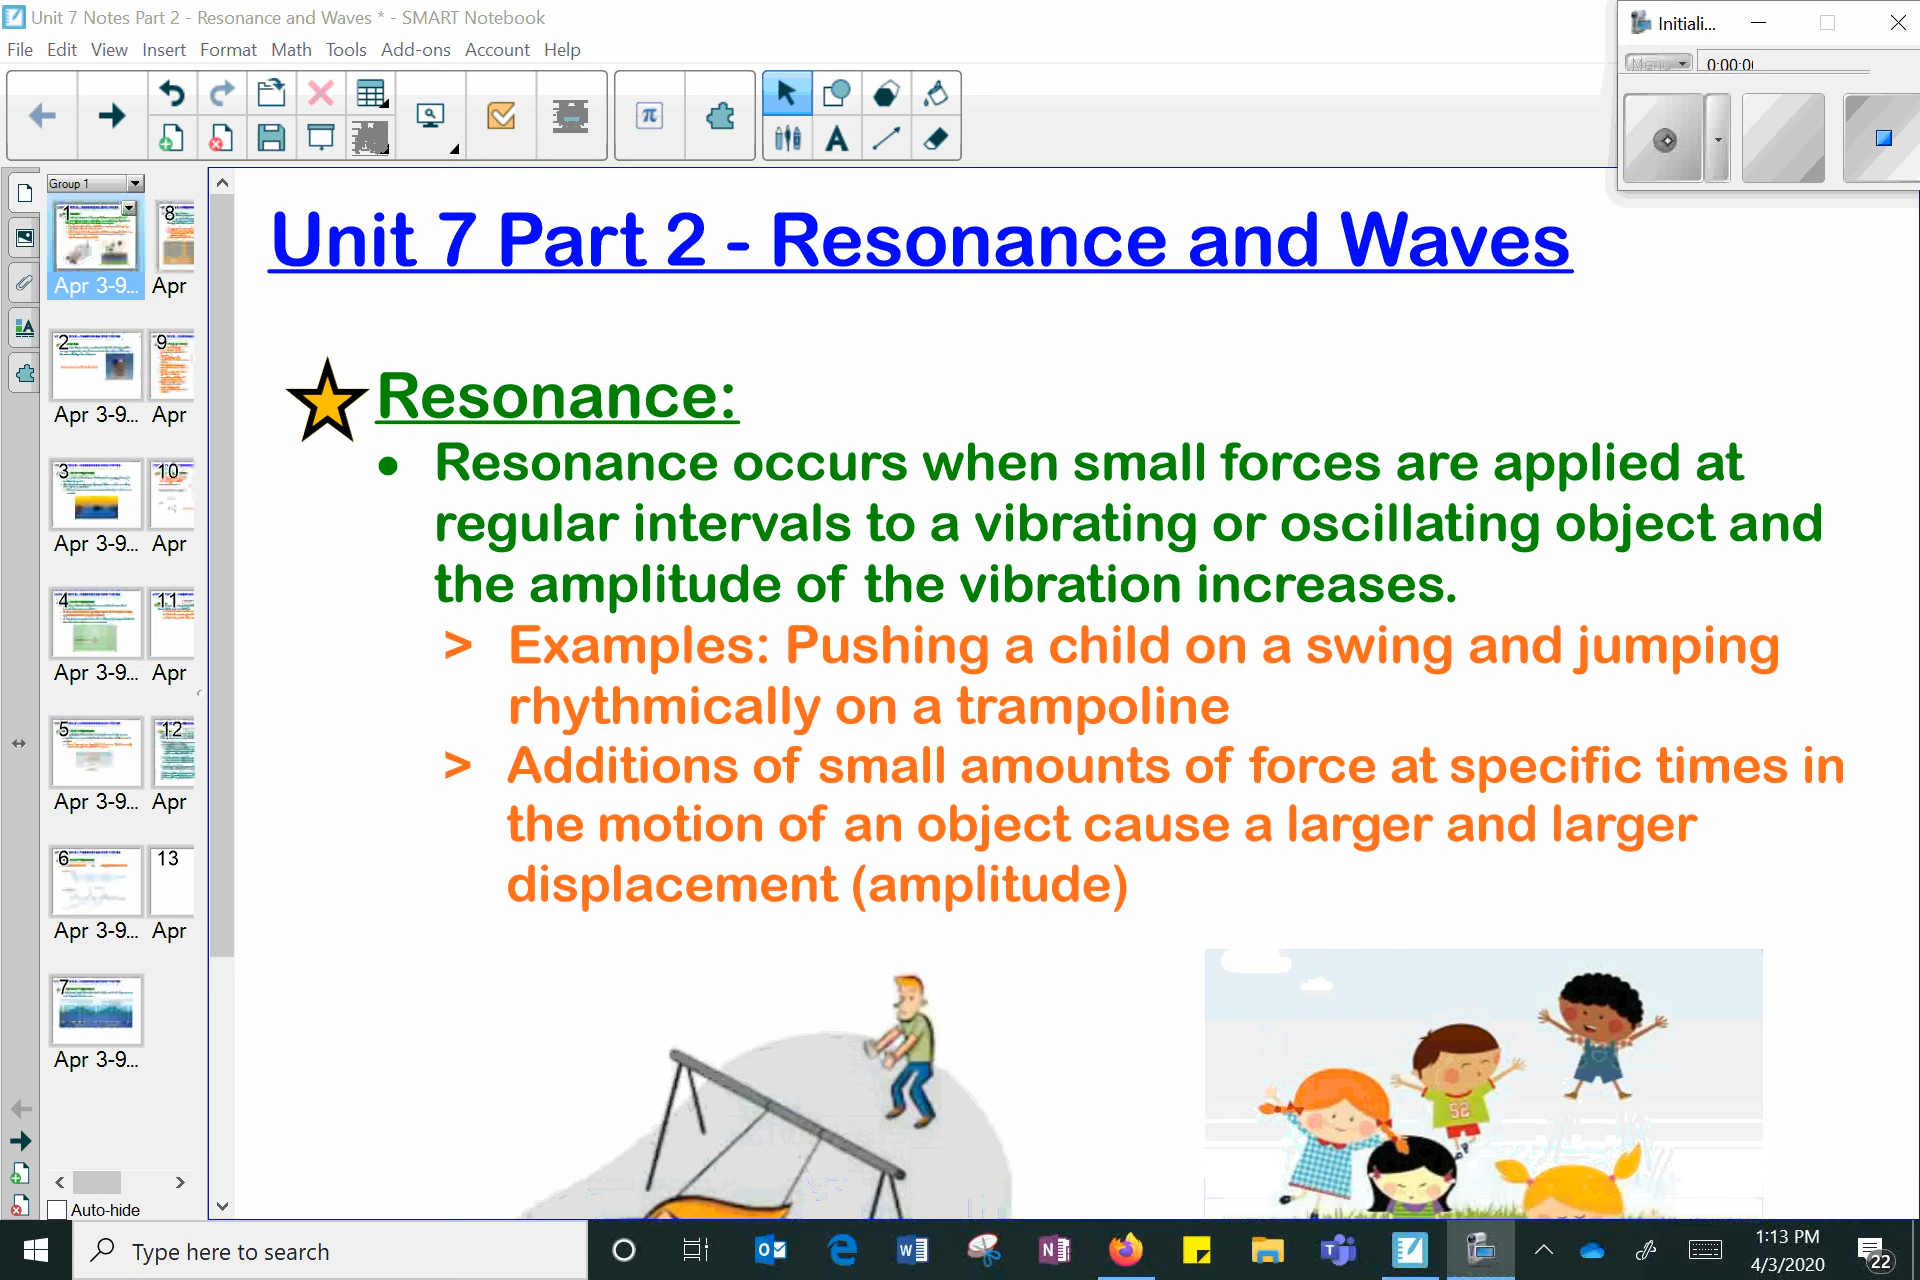 Unit 7 Notes Part 2 - Resonance and Waves * - SMART Notebook
File Edit View Insert Format Math Tools Add-ons Account Help
Initiali...
0:00:0
Group 1
1
8
Apr 3-9... Apr
2
9
Apr 3-9... Apr
3
10
Apr 3-9... Apr
4
11
Apr 3-9... Apr
5
12
Apr 3-9... Apr
6
13
Apr 3-9... Apr
7
Apr 3-9...
Auto-hide
Unit 7 Part 2 - Resonance and Waves
Resonance:
• Resonance occurs when small forces are applied at
regular intervals to a vibrating or oscillating object and
the amplitude of the vibration increases.
> Examples: Pushing a child on a swing and jumping
rhythmically on a trampoline
> Additions of small amounts of force at specific times in
the motion of an object cause a larger and larger
displacement (amplitude)
52
Type here to search
1:13 PM
4/3/2020
22